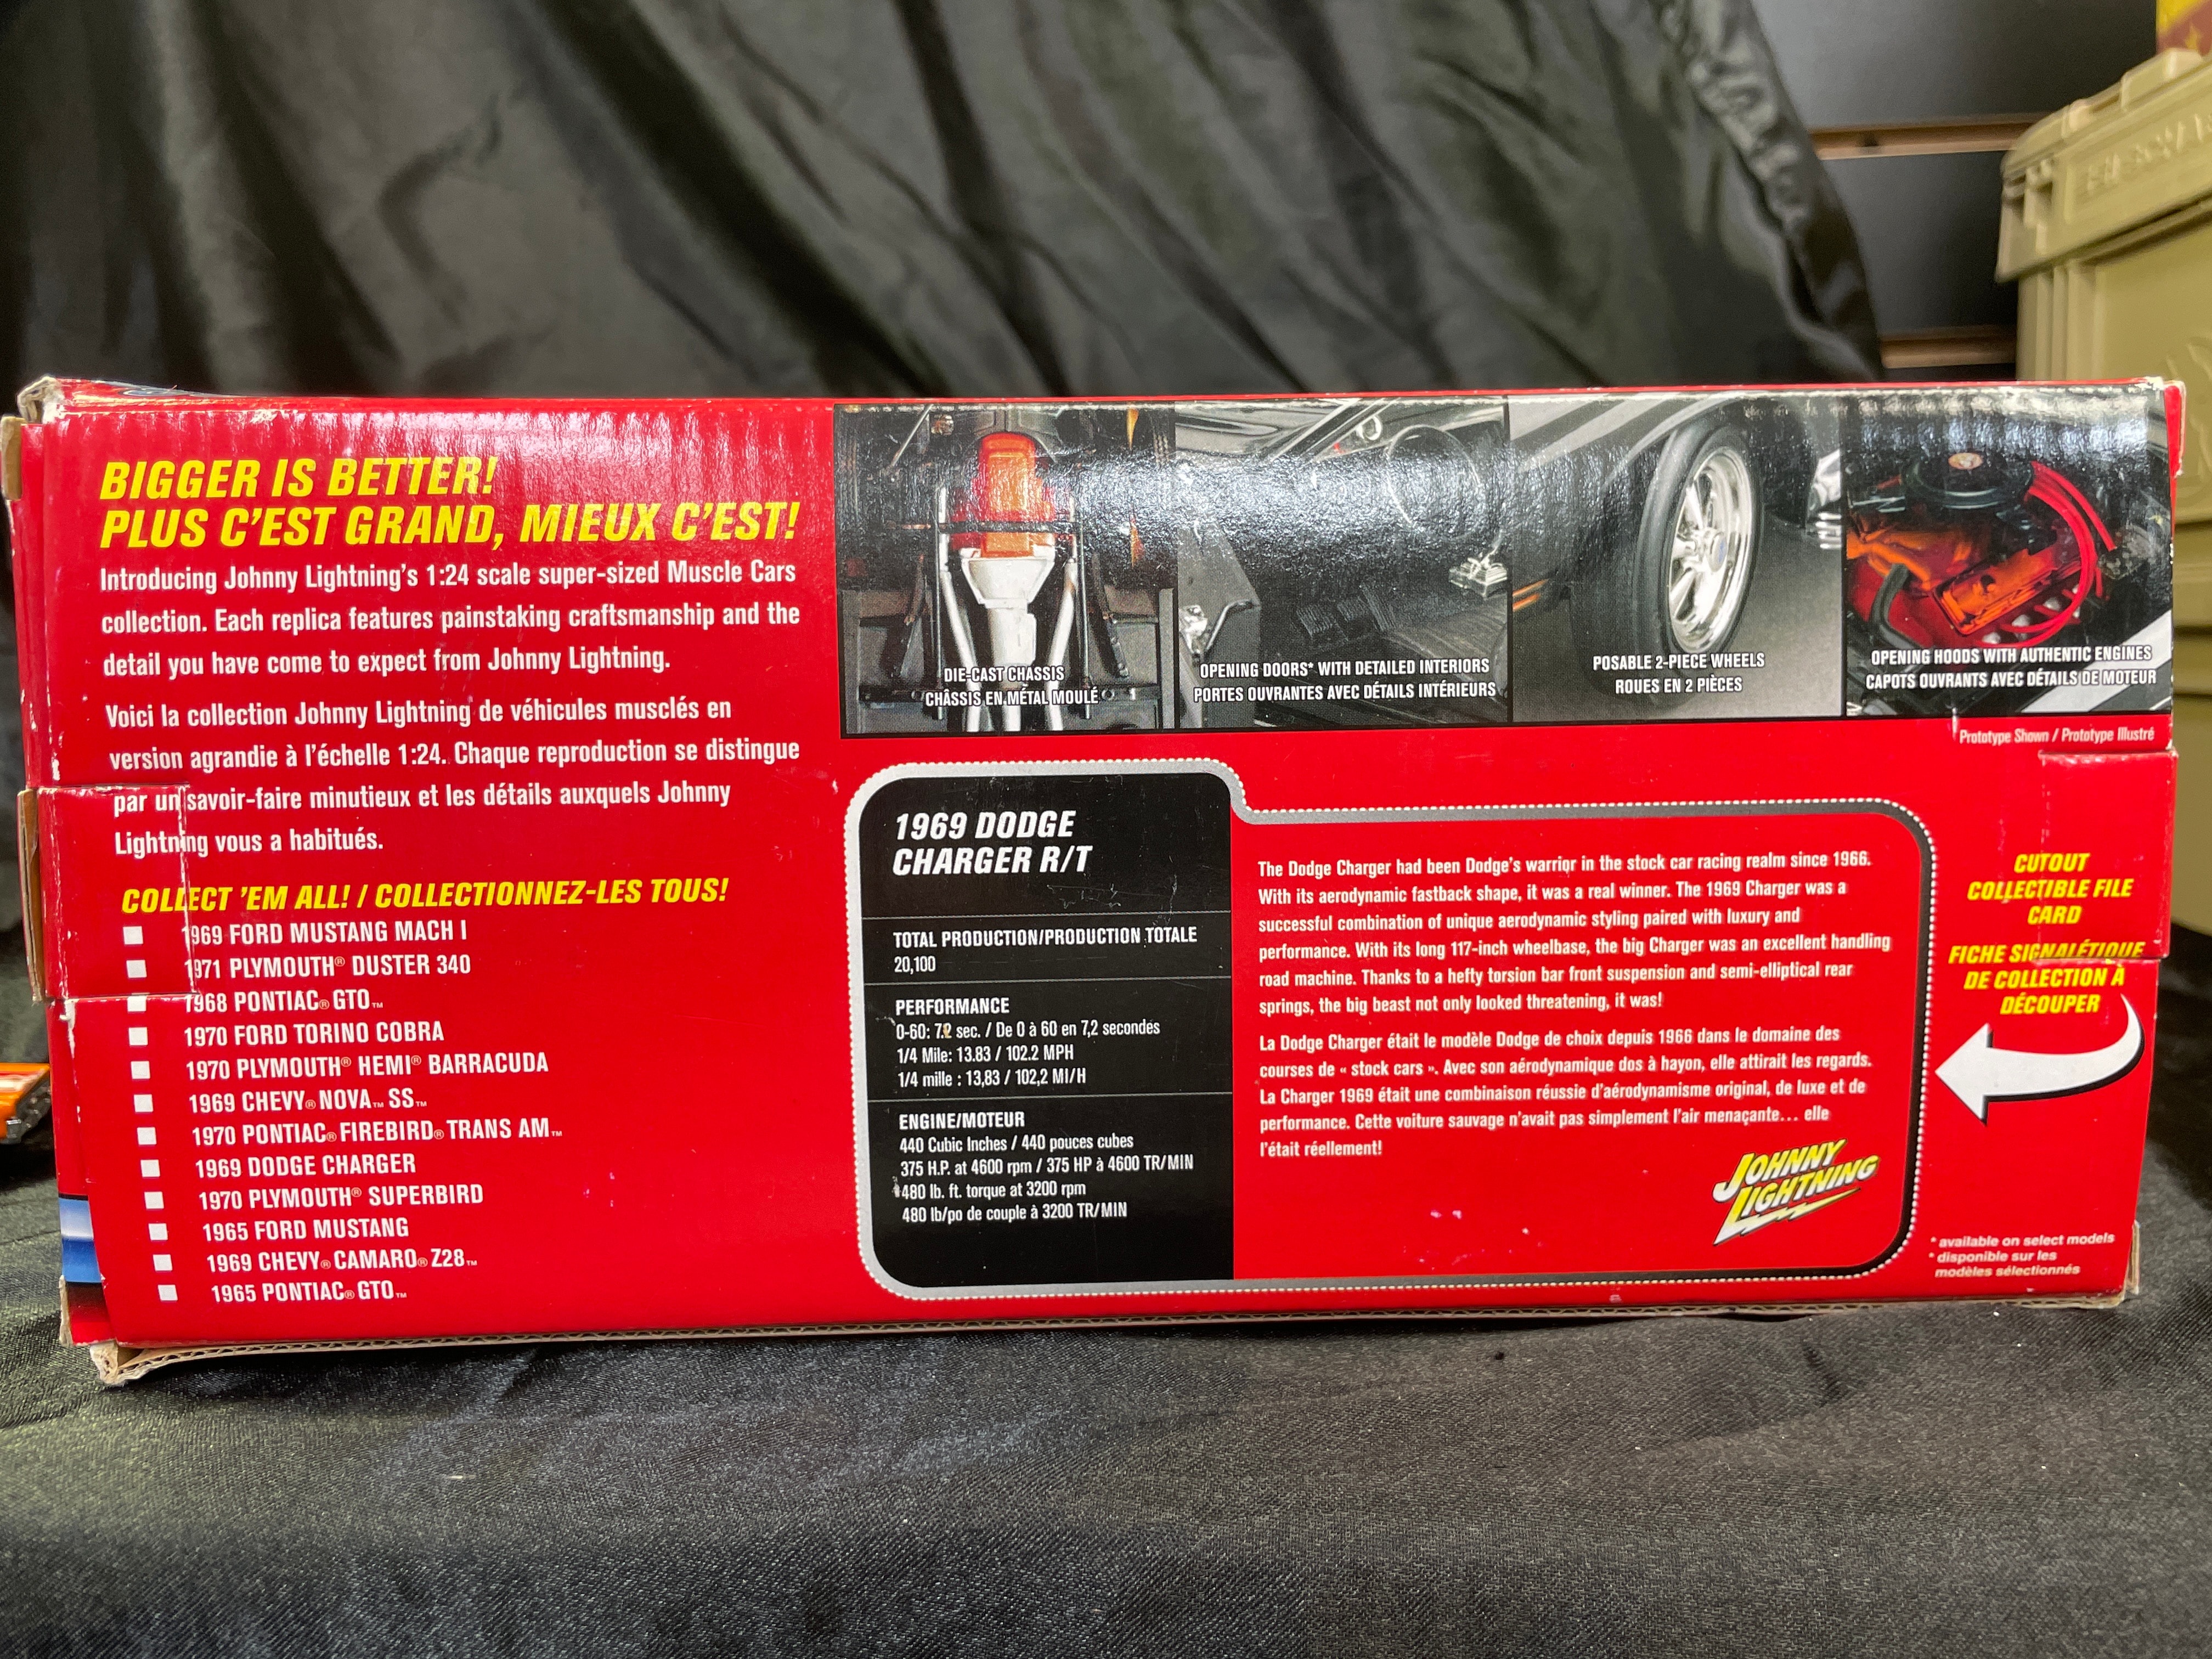 BIGGER IS BETTER!
PLUS C'EST GRAND, MIEUX C'EST!
Introducing Johnny Lightning's 1:24 scale super-sized Muscle Cars
collection. Each replica features painstaking craftsmanship and the
detail you have come to expect from Johnny Lightning.
Voici la collection Johnny Lightning de véhicules musclés en
version agrandie à l'échelle 1:24. Chaque reproduction se distingue
par un savoir-faire minutieux et les détails auxquels Johnny
Lightning vous a habitués.
COLLECT 'EM ALL! / COLLECTIONNEZ-LES TOUS!
1969 FORD MUSTANG MACH I
1971 PLYMOUTH® DUSTER 340
1968 PONTIAC® GTO™
1970 FORD TORINO COBRA
1970 PLYMOUTH® HEMI® BARRACUDA
1969 CHEVY® NOVA™ SS™
1970 PONTIAC® FIREBIRD® TRANS AM™
1969 DODGE CHARGER
1970 PLYMOUTH® SUPERBIRD
1965 FORD MUSTANG
1969 CHEVY® CAMARO® Z28™
1965 PONTIAC® GTO™
DIE-CAST CHASSIS
CHÂSSIS EN MÉTAL MOULÉ
OPENING DOORS* WITH DETAILED INTERIORS
PORTES OUVRANTES AVEC DÉTAILS INTÉRIEURS
POSABLE 2-PIECE WHEELS
ROUES EN 2 PIÈCES
OPENING HOODS WITH AUTHENTIC ENGINES
CAPOTS OUVRANTS AVEC DÉTAILS DE MOTEUR
Prototype Shown / Prototype Illustré
1969 DODGE
CHARGER R/T
TOTAL PRODUCTION/PRODUCTION TOTALE
20,100
PERFORMANCE
0-60: 7.2 sec. / De 0 à 60 en 7,2 secondes
1/4 Mile: 13.83 / 102.2 MPH
1/4 mille : 13,83 / 102,2 MI/H
ENGINE/MOTEUR
440 Cubic Inches / 440 pouces cubes
375 H.P. at 4600 rpm / 375 HP à 4600 TR/MIN
480 lb. ft. torque at 3200 rpm
480 lb/po de couple à 3200 TR/MIN
The Dodge Charger had been Dodge's warrior in the stock car racing realm since 1966.
With its aerodynamic fastback shape, it was a real winner. The 1969 Charger was a
successful combination of unique aerodynamic styling paired with luxury and
performance. With its long 117-inch wheelbase, the big Charger was an excellent handling
road machine. Thanks to a hefty torsion bar front suspension and semi-elliptical rear
springs, the big beast not only looked threatening, it was!
La Dodge Charger était le modèle Dodge de choix depuis 1966 dans le domaine des
courses de « stock cars ». Avec son aérodynamique dos à hayon, elle attirait les regards.
La Charger 1969 était une combinaison réussie d'aérodynamisme original, de luxe et de
performance. Cette voiture sauvage n'avait pas simplement l'air menaçante... elle
l'était réellement!
JOHNNY
LIGHTNING
CUTOUT
COLLECTIBLE FILE
CARD
FICHE SIGNALÉTIQUE
DE COLLECTION À
DÉCOUPER
* available on select models
* disponible sur les
modèles sélectionnés